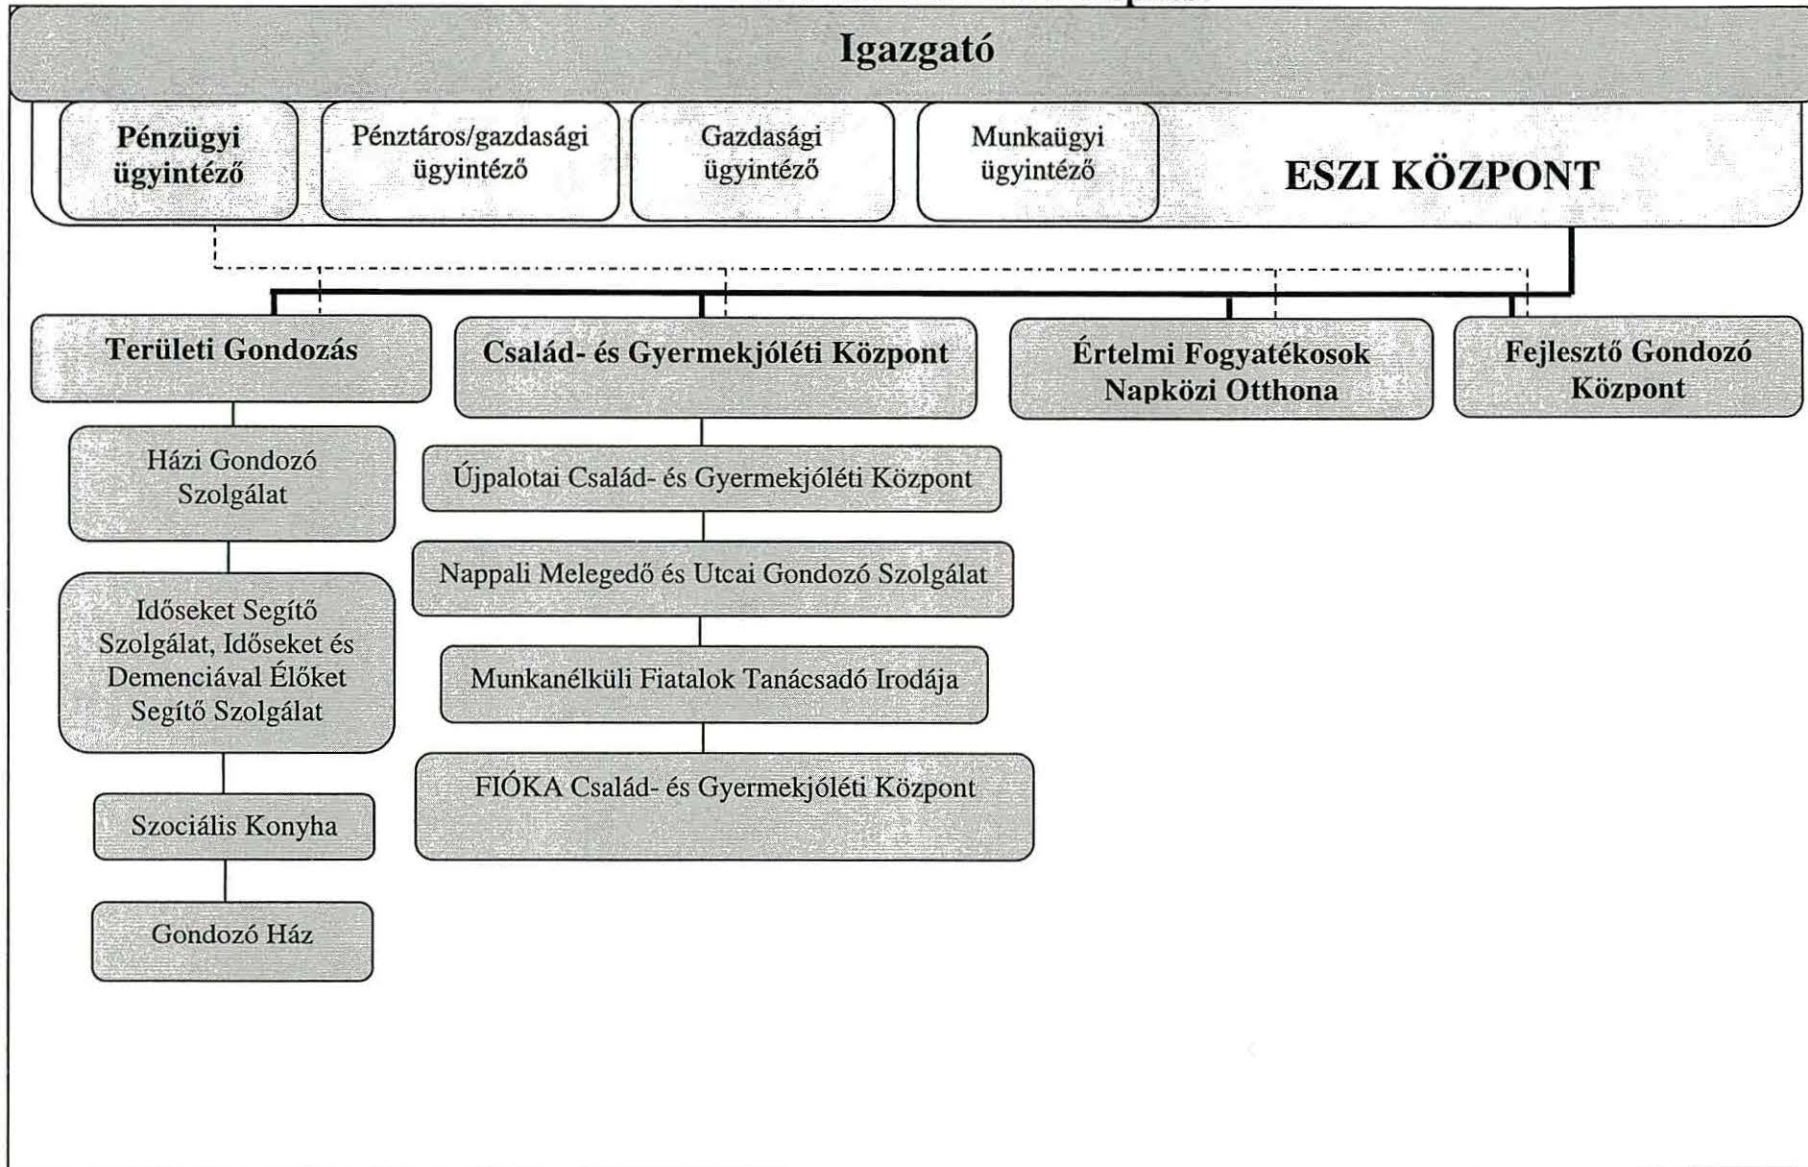 Igazgató
Pénzügyi
ügyintéző
Pénztáros/gazdasági
ügyintéző
Gazdasági
ügyintéző
Munkaügyi
ügyintéző
ESZI KÖZPONT
Területi Gondozás
Család- és Gyermekjóléti Központ
Értelmi Fogyatékosok
Napközi Otthona
Fejlesztő Gondozó
Központ
Házi Gondozó
Szolgálat
Időseket Segítő
Szolgálat, Időseket és
Demenciával Élőket
Segítő Szolgálat
Szociális Konyha
Gondozó Ház
Újpalotai Család- és Gyermekjóléti Központ
Nappali Melegedő és Utcai Gondozó Szolgálat
Munkanélküli Fiatalok Tanácsadó Irodája
FIÓKA Család- és Gyermekjóléti Központ